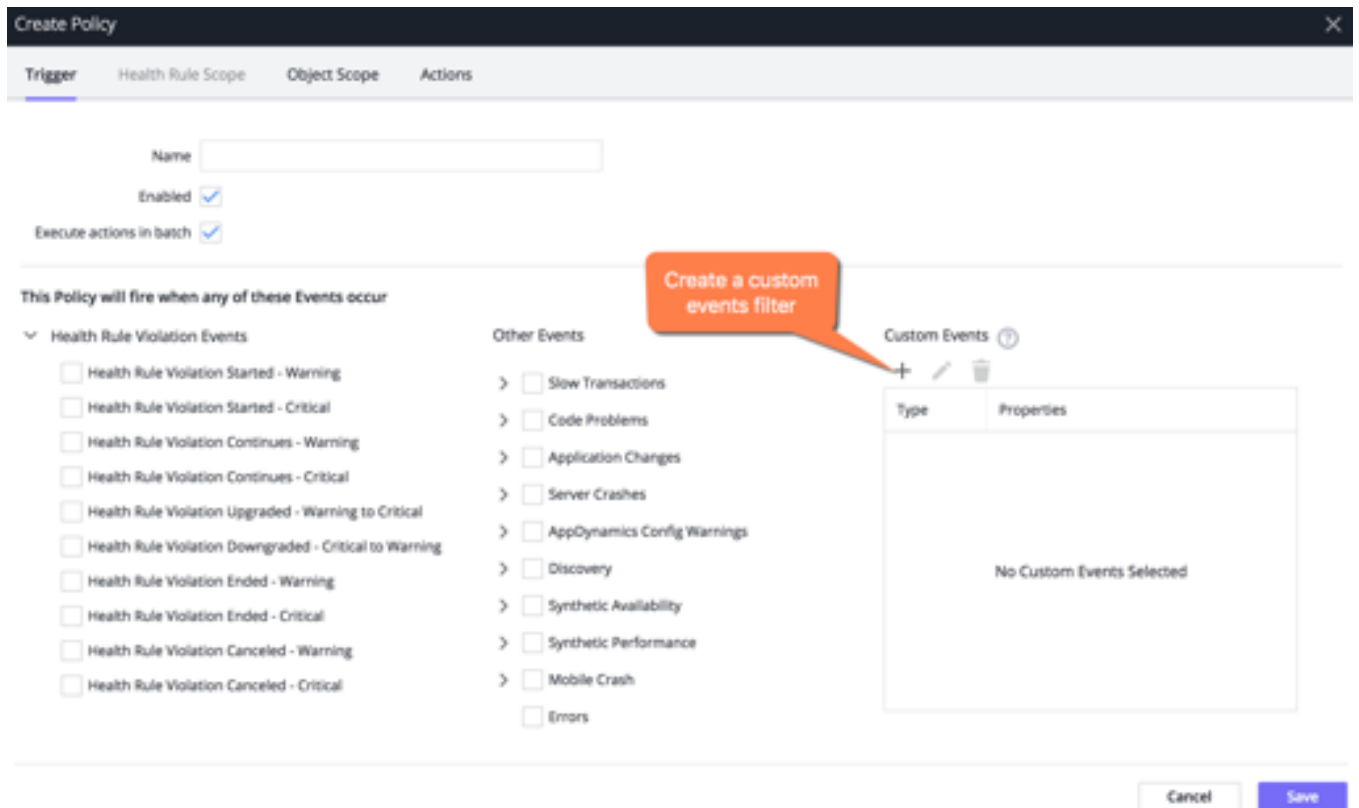 Create Policy
Trigger Health Rule Scope Object Scope Actions
Name
Enabled
Execute actions in batch
Create a custom
events filter
This Policy will fire when any of these Events occur
Health Rule Violation Events
Health Rule Violation Started - Warning
Health Rule Violation Started - Critical
Health Rule Violation Continues - Warning
Health Rule Violation Continues - Critical
Health Rule Violation Upgraded - Warning to Critical
Health Rule Violation Downgraded - Critical to Warning
Health Rule Violation Ended - Warning
Health Rule Violation Ended - Critical
Health Rule Violation Canceled - Warning
Health Rule Violation Canceled - Critical
Other Events
Slow Transactions
Code Problems
Application Changes
Server Crashes
AppDynamics Config Warnings
Discovery
Synthetic Availability
Synthetic Performance
Mobile Crash
Errors
Custom Events ?
Type Properties
No Custom Events Selected
Cancel Save